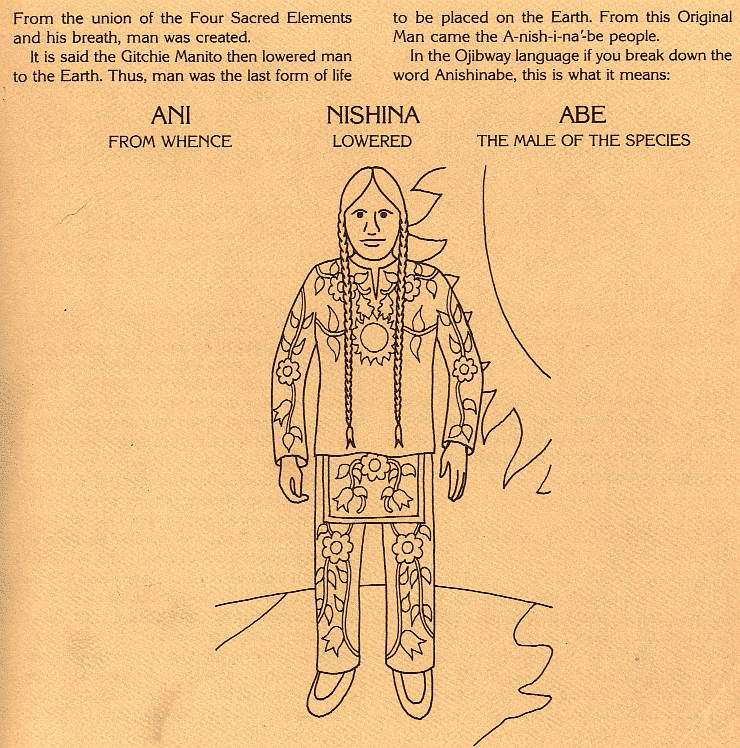 From the union of the Four Sacred Elements
and his breath, man was created.
It is said the Gitchie Manito then lowered man
to the Earth. Thus, man was the last form of life
to be placed on the Earth. From this Original
Man came the A-nish-i-na'-be people.
In the Ojibway language if you break down the
word Anishinabe, this is what it means:
ANI
FROM WHENCE
NISHINA
LOWERED
ABE
THE MALE OF THE SPECIES